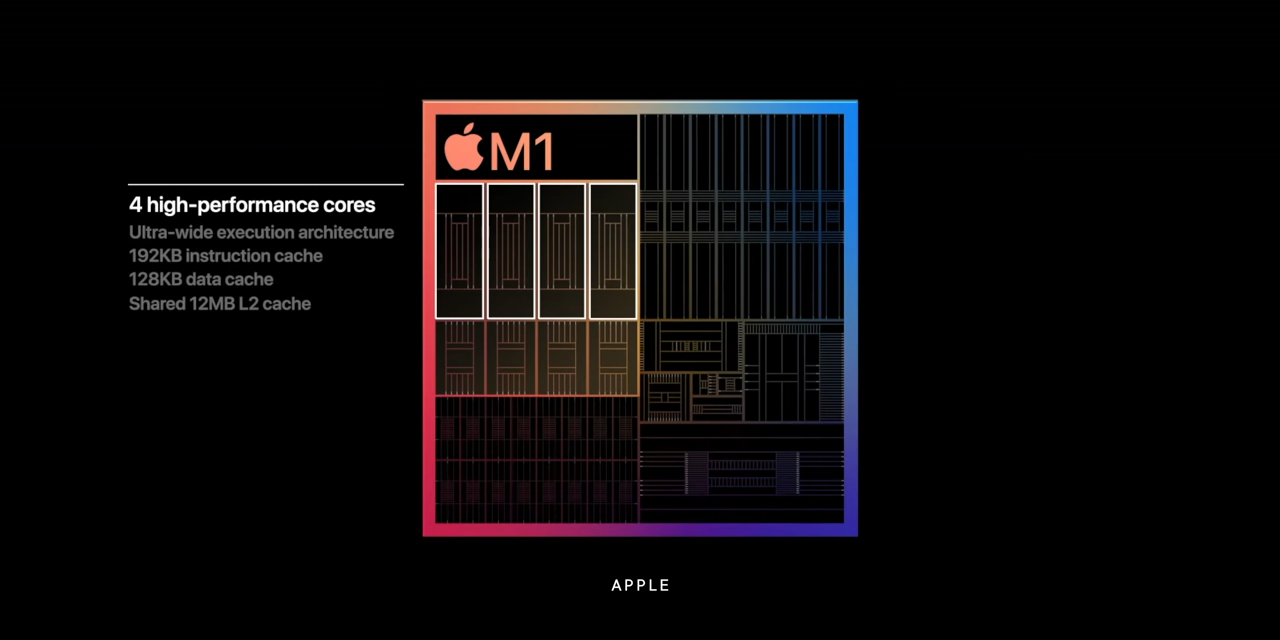 M1
4 high-performance cores
Ultra-wide execution architecture
192KB instruction cache
128KB data cache
Shared 12MB L2 cache
APPLE